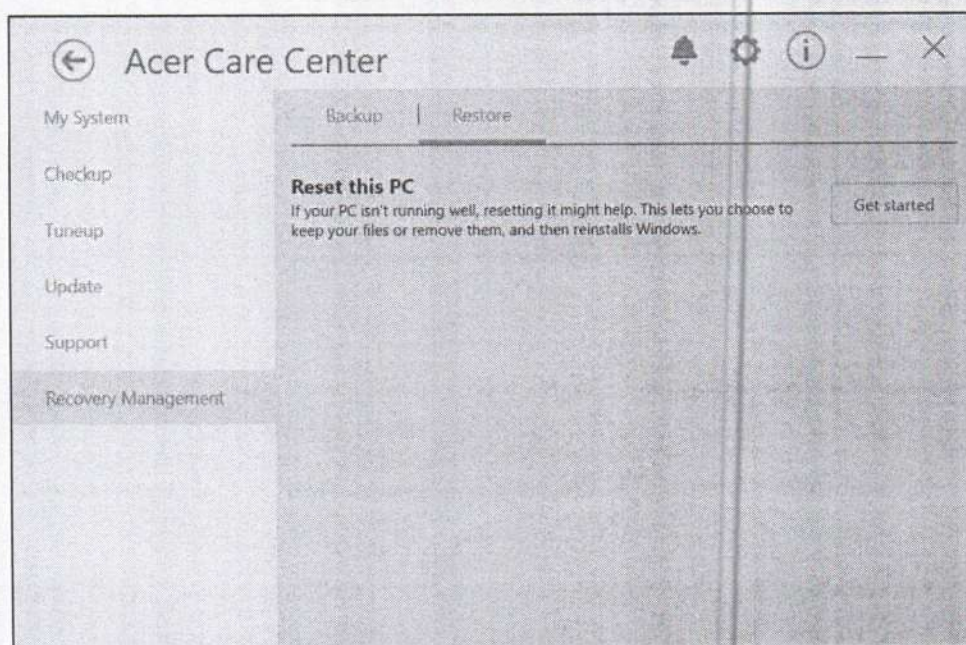 Acer Care Center
My System
Checkup
Tuneup
Update
Support
Recovery Management
Backup | Restore
Reset this PC
If your PC isn't running well, resetting it might help. This lets you choose to
keep your files or remove them, and then reinstalls Windows.
Get started